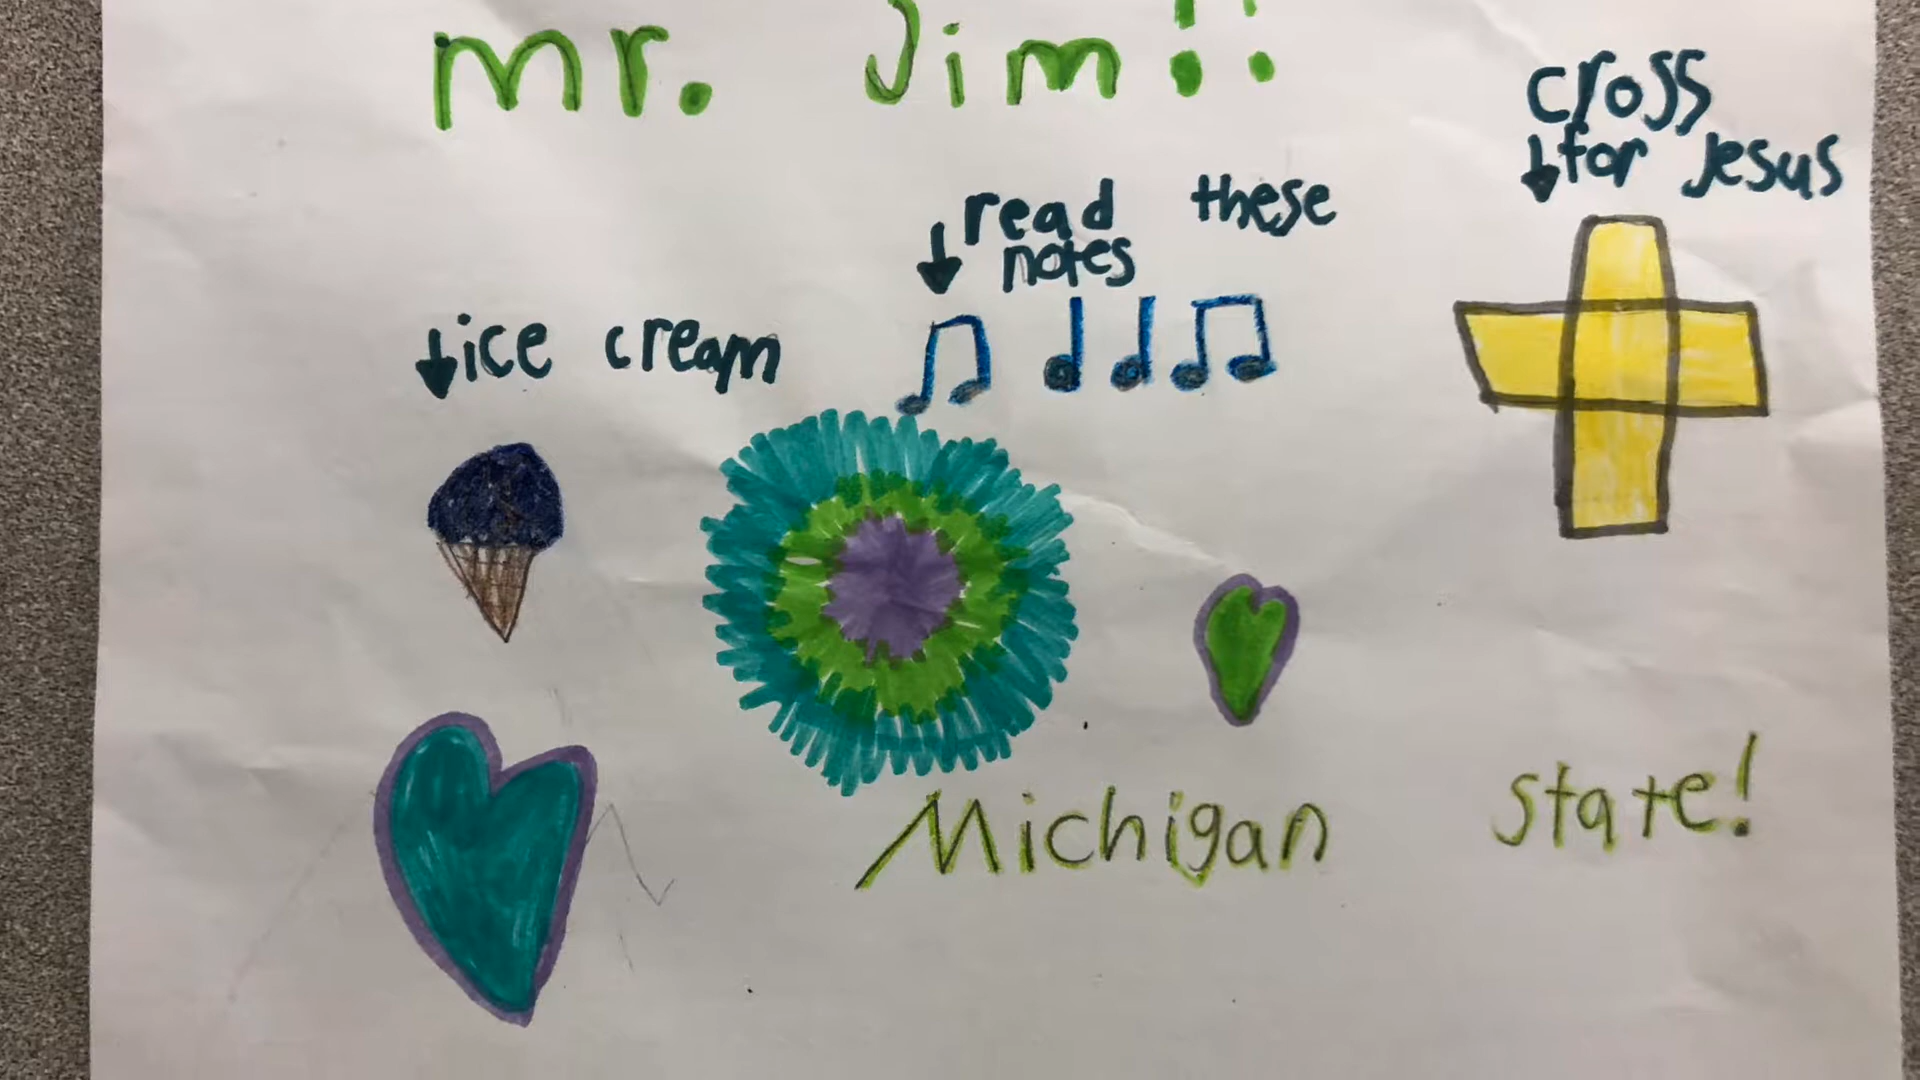 mr. Jim!!
cross
for Jesus
read these
notes
ice cream
Michigan state!